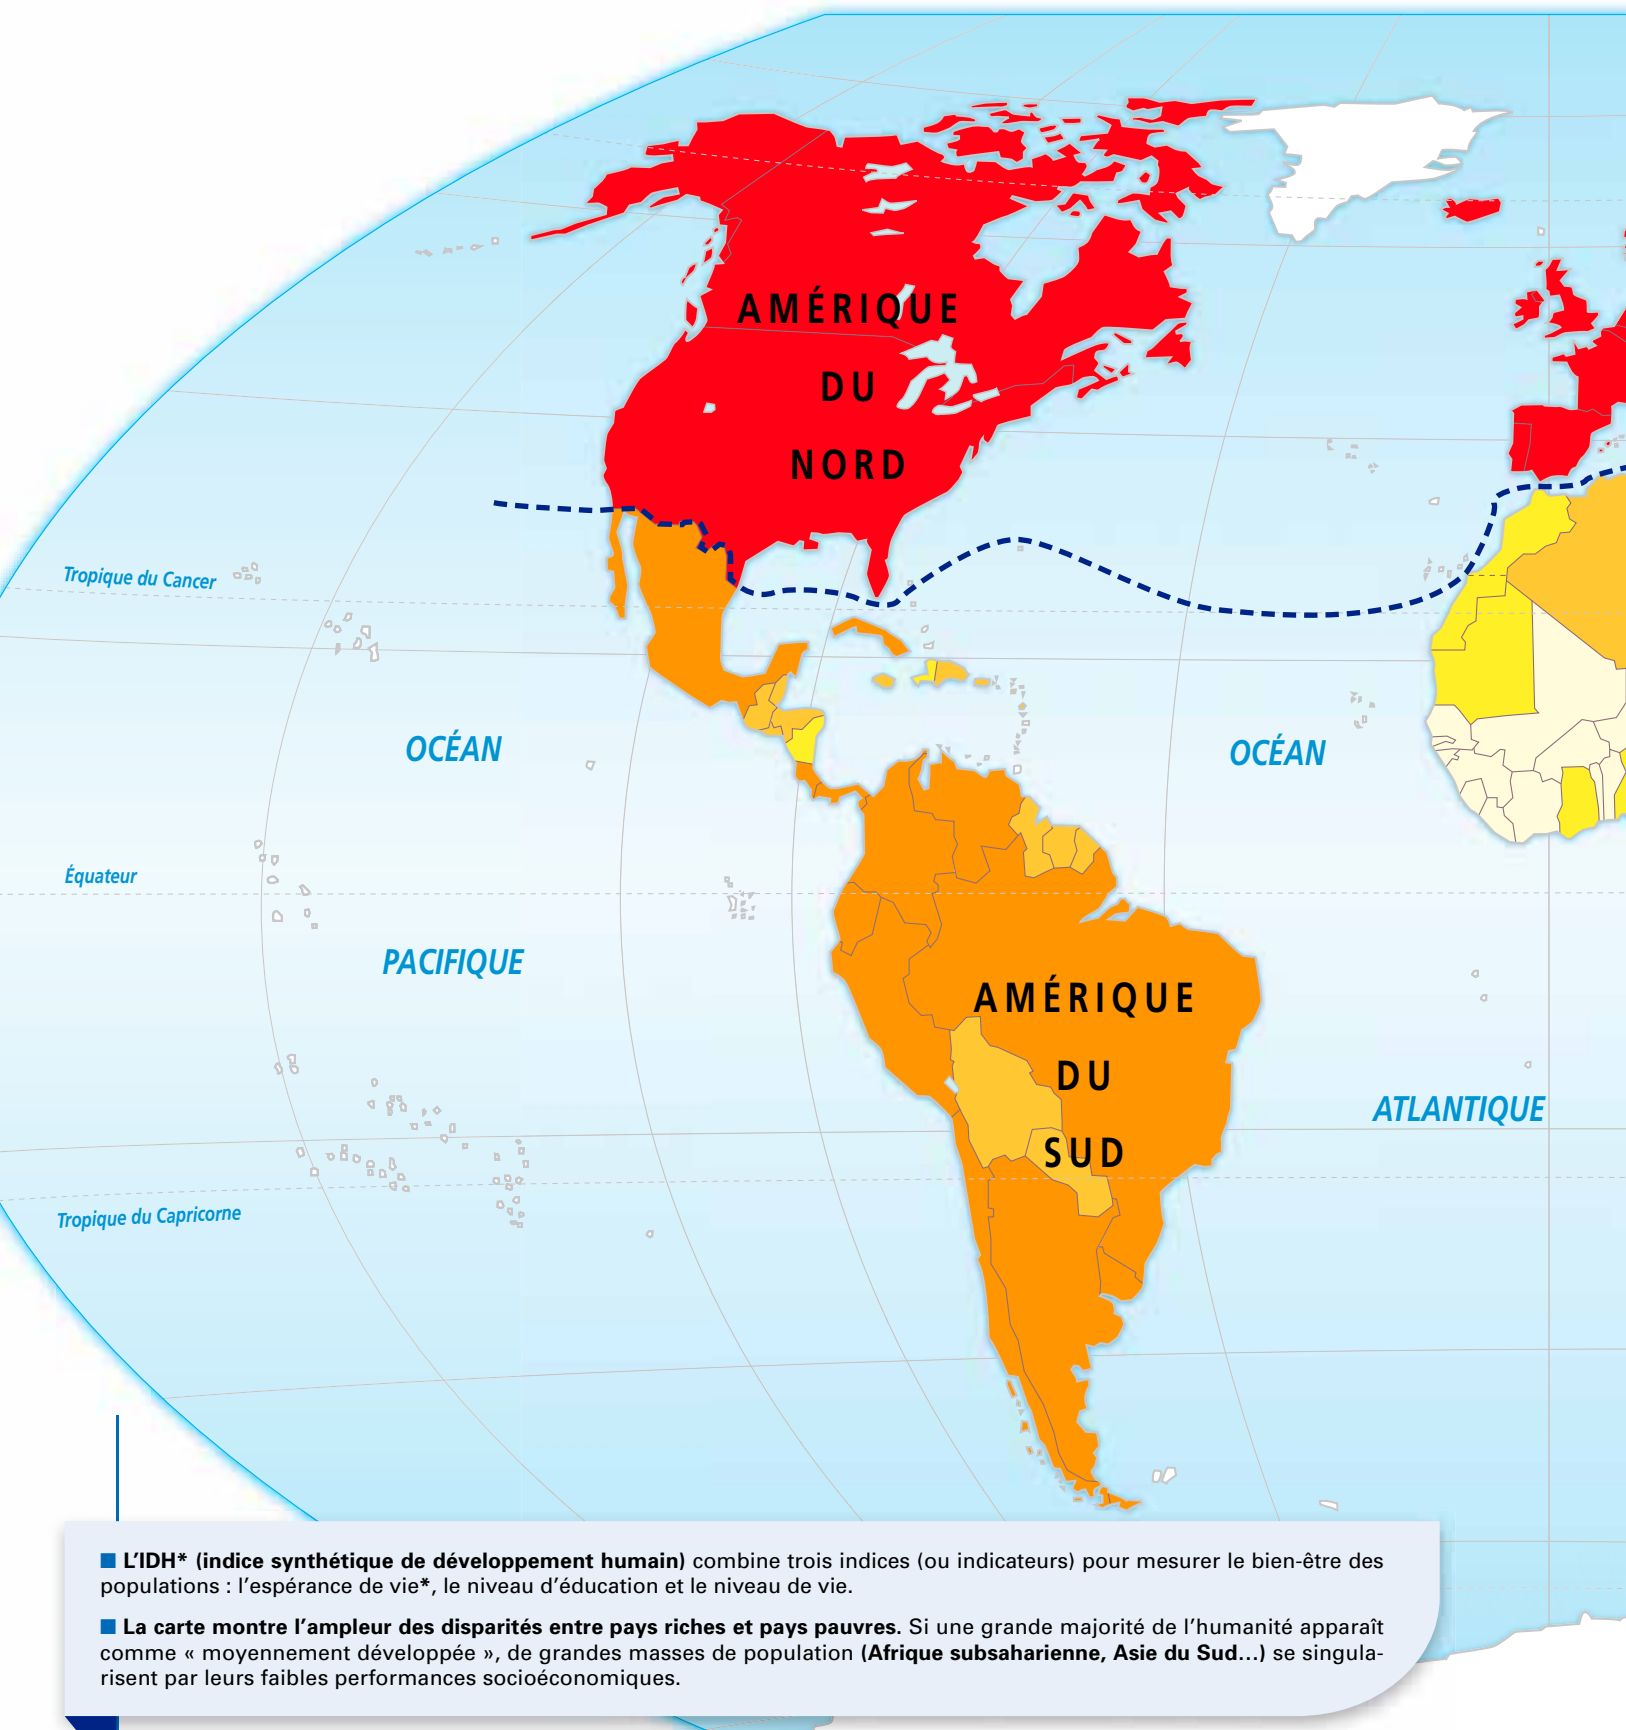 AMÉRIQUE
DU
NORD
Tropique du Cancer
OCÉAN
OCÉAN
Équateur
PACIFIQUE
AMÉRIQUE
DU
SUD
ATLANTIQUE
Tropique du Capricorne
■ L’IDH* (indice synthétique de développement humain) combine trois indices (ou indicateurs) pour mesurer le bien-être des
populations : l’espérance de vie*, le niveau d’éducation et le niveau de vie.
■ La carte montre l’ampleur des disparités entre pays riches et pays pauvres. Si une grande majorité de l’humanité apparaît
comme « moyennement développée », de grandes masses de population (Afrique subsaharienne, Asie du Sud…) se singula-
risent par leurs faibles performances socioéconomiques.